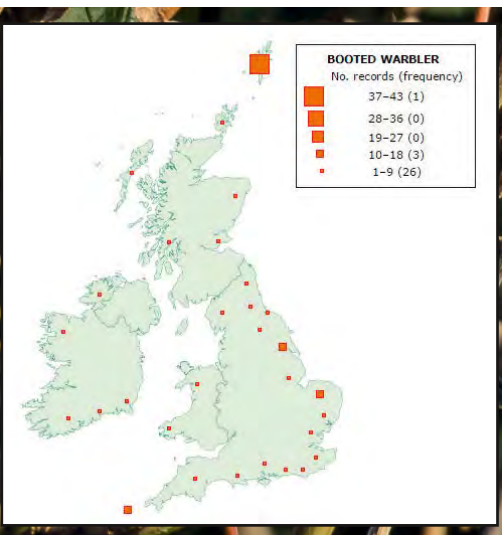 BOOTED WARBLER
No. records (frequency)
37–43 (1)
28–36 (0)
19–27 (0)
10–18 (3)
1–9 (26)